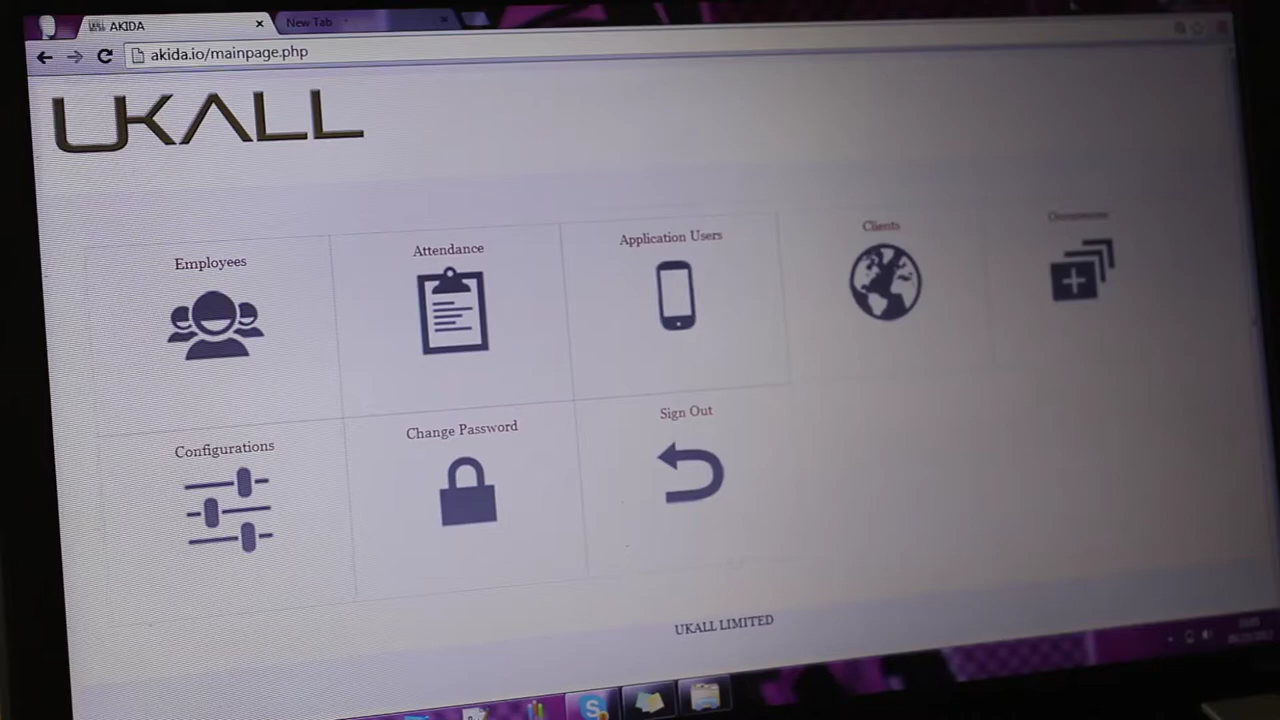 AKIDA
New Tab
akida.io/mainpage.php
UKALL
Employees
Attendance
Application Users
Clients
Configurations
Change Password
Sign Out
UKALL LIMITED